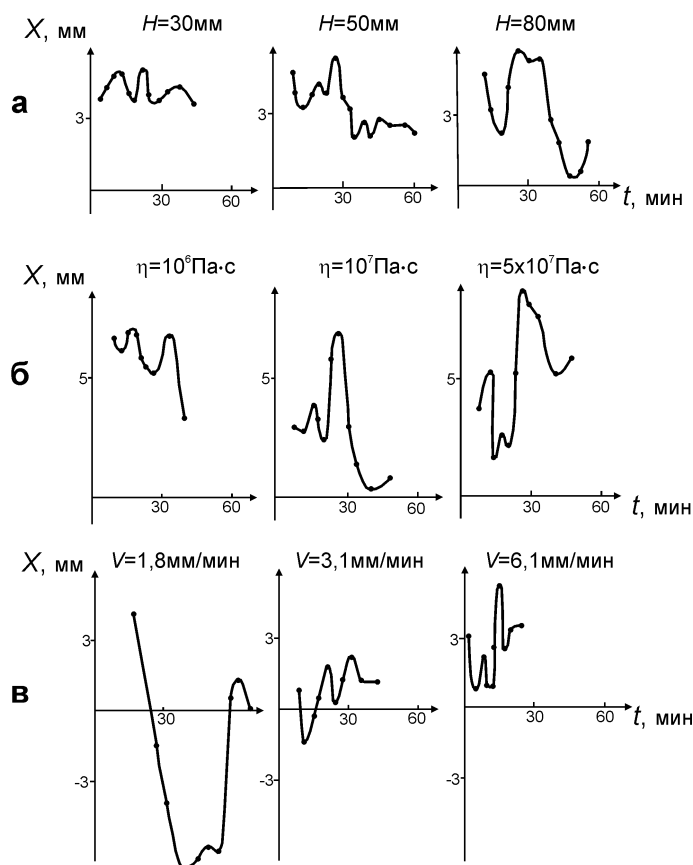 X, мм H=30мм H=50мм H=80мм
а
3 3 3
30 60 30 60 30 60 t, мин
X, мм η=10⁶Па·с η=10⁷Па·с η=5x10⁷Па·с
б
5 5 5
30 60 30 60 30 60 t, мин
X, мм V=1,8мм/мин V=3,1мм/мин V=6,1мм/мин
3 3 3
в
30 30 60 30 60 t, мин
-3 -3 -3